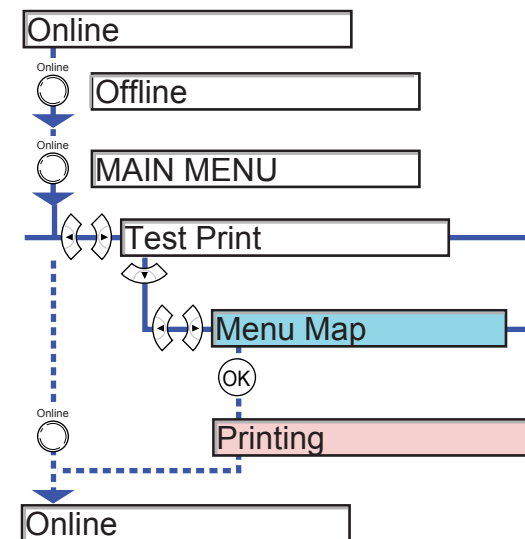 Online
Online
Offline
Online
MAIN MENU
Test Print
Menu Map
OK
Online
Printing
Online